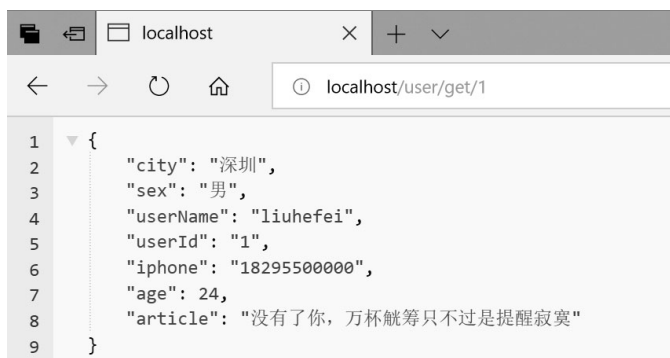 localhost
localhost/user/get/1
1 {
2 "city": "深圳",
3 "sex": "男",
4 "userName": "liuhefei",
5 "userId": "1",
6 "iphone": "18295500000",
7 "age": 24,
8 "article": "没有了你，万杯觥筹只不过是提醒寂寞"
9 }